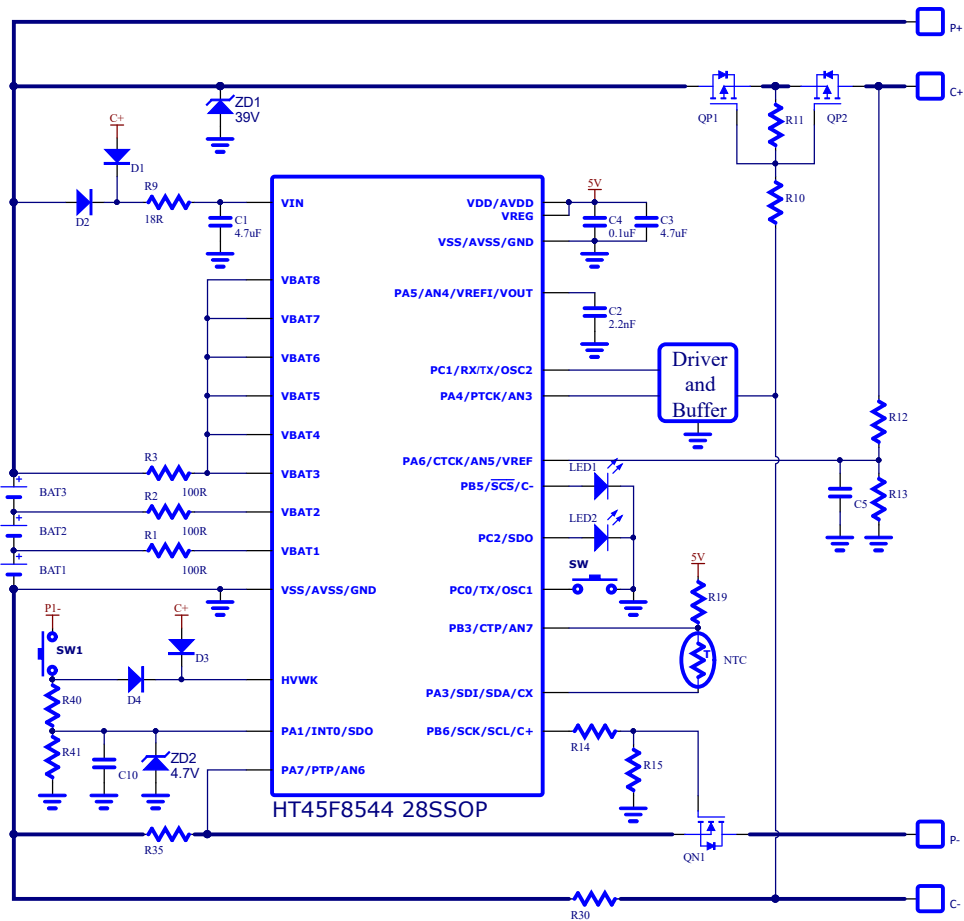 P+
C+
ZD1
39V
QP1
R11
QP2
C+
D1
R9
18R
D2
C1
4.7uF
R10
5V
C4
0.1uF
C3
4.7uF
VIN
VDD/AVDD
VREG
VSS/AVSS/GND
VBAT8
PA5/AN4/VREFI/VOUT
C2
2.2nF
VBAT7
VBAT6
PC1/RX/TX/OSC2
Driver
and
Buffer
VBAT5
PA4/PTCK/AN3
R12
VBAT4
PA6/CTCK/AN5/VREF
R3
100R
VBAT3
LED1
PB5/SCS/C-
C5
R13
+
BAT3
R2
100R
VBAT2
LED2
+
BAT2
PC2/SDO
R1
100R
VBAT1
+
BAT1
SW
5V
VSS/AVSS/GND
PC0/TX/OSC1
R19
P1-
C+
PB3/CTP/AN7
SW1
D3
T
NTC
HVWK
R40
D4
PA3/SDI/SDA/CX
PA1/INT0/SDO
PB6/SCK/SCL/C+
R14
R41
C10
ZD2
4.7V
R15
PA7/PTP/AN6
HT45F8544 28SSOP
R35
QN1
P-
R30
C-